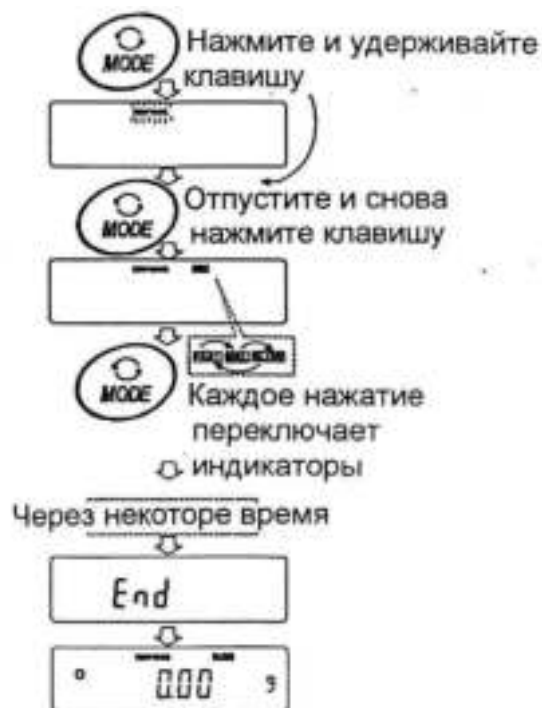 MODE
Нажмите и удерживайте
клавишу
MODE
Отпустите и снова
нажмите клавишу
MODE
Каждое нажатие
переключает
индикаторы
Через некоторе время
End
0.00 g